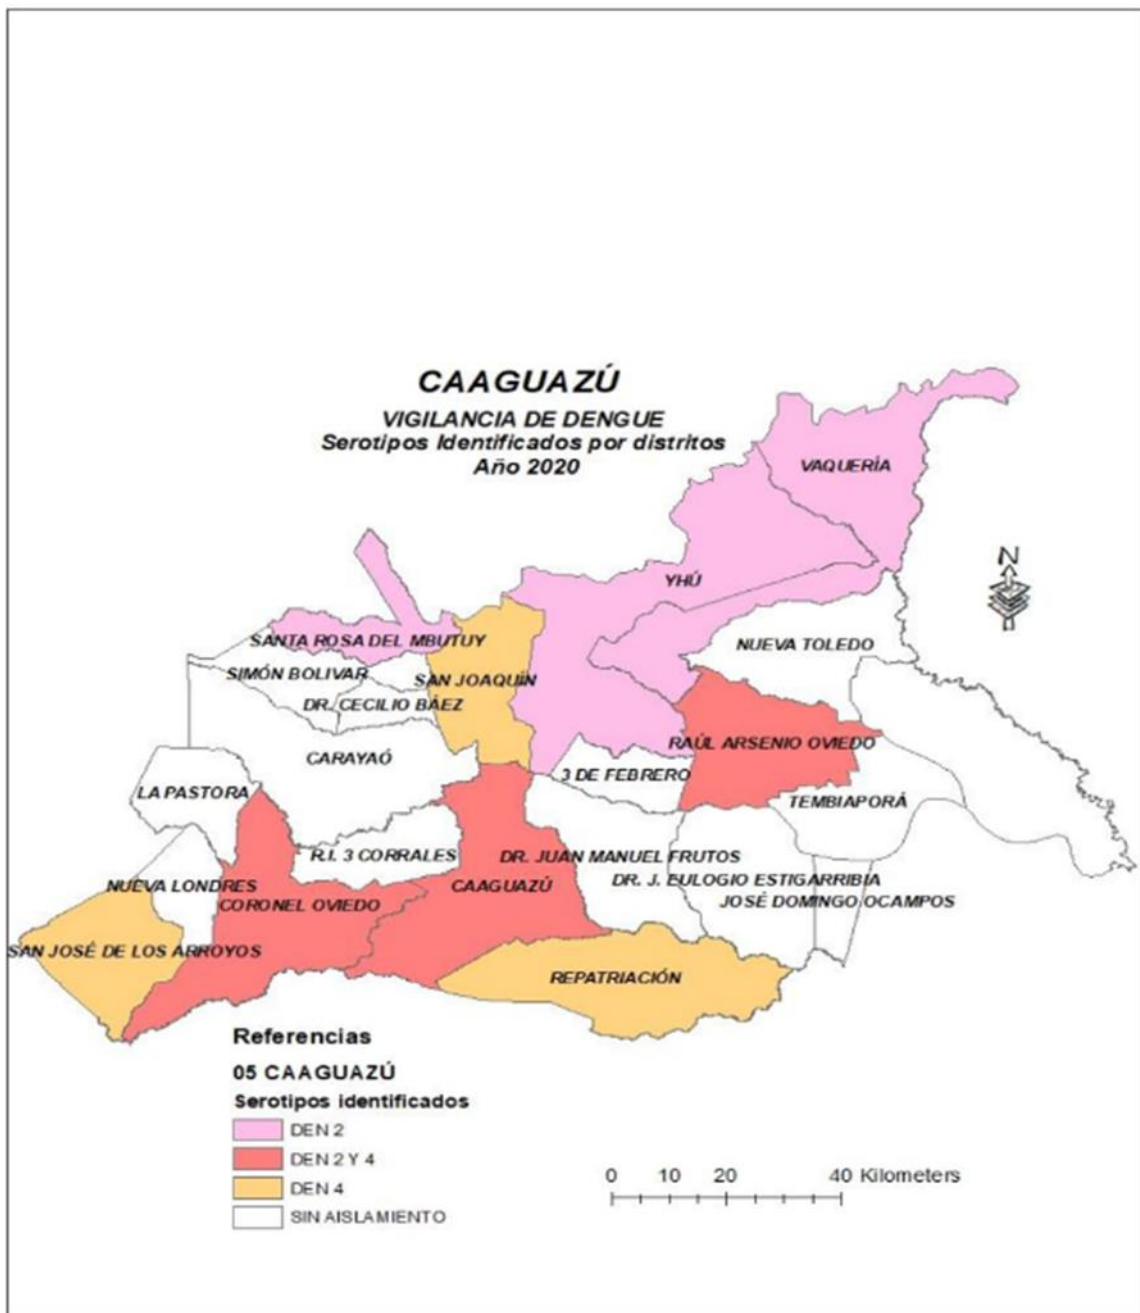 CAAGUAZÚ
VIGILANCIA DE DENGUE
Serotipos Identificados por distritos
Año 2020
VAQUERÍA
N
YHÚ
SANTA ROSA DEL MBUTUY
NUEVA TOLEDO
SIMÓN BOLIVAR
SAN JOAQUÍN
DR. CECILIO BÁEZ
RAÚL ARSENIO OVIEDO
CARAYAÓ
3 DE FEBRERO
LA PASTORA
TEMBIAPORÁ
R.I. 3 CORRALES
DR. JUAN MANUEL FRUTOS
NUEVA LONDRES
CAAGUAZÚ
DR. J. EULOGIO ESTIGARRIBIA
CORONEL OVIEDO
JOSÉ DOMINGO OCAMPOS
SAN JOSÉ DE LOS ARROYOS
REPATRIACIÓN
Referencias
05 CAAGUAZÚ
Serotipos identificados
DEN 2
DEN 2 Y 4
DEN 4
SIN AISLAMIENTO
0 10 20 40 Kilometers